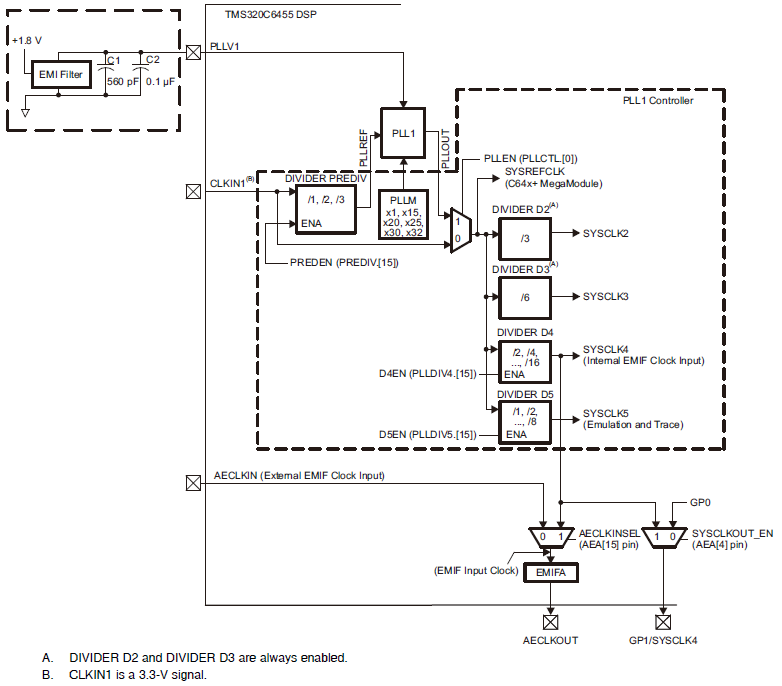 TMS320C6455 DSP
+1.8 V
PLLV1
C1
C2
EMI Filter
560 pF
0.1 µF
PLL1 Controller
PLL1
PLLREF
PLLOUT
PLLEN (PLLCTL.[0])
SYSREFCLK
(C64x+ MegaModule)
CLKIN1(B)
DIVIDER PREDIV
/1, /2, /3
ENA
PLLM
x1, x15,
x20, x25,
x30, x32
1
0
DIVIDER D2(A)
/3
SYSCLK2
PREDEN (PREDIV.[15])
DIVIDER D3(A)
/6
SYSCLK3
DIVIDER D4
/2, /4,
..., /16
ENA
SYSCLK4
(Internal EMIF Clock Input)
D4EN (PLLDIV4.[15])
DIVIDER D5
/1, /2,
..., /8
ENA
SYSCLK5
(Emulation and Trace)
D5EN (PLLDIV5.[15])
AECLKIN (External EMIF Clock Input)
GP0
0 1
AECLKINSEL
(AEA[15] pin)
1 0
SYSCLKOUT_EN
(AEA[4] pin)
(EMIF Input Clock)
EMIFA
AECLKOUT
GP1/SYSCLK4
A. DIVIDER D2 and DIVIDER D3 are always enabled.
B. CLKIN1 is a 3.3-V signal.